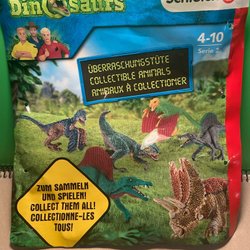 DinOsaurs
Schleich
4-10
Serie 2
ÜBERRASCHUNGSTÜTE
COLLECTIBLE ANIMALS
ANIMAUX À COLLECTIONNER
ZUM SAMMELN
UND SPIELEN!
COLLECT THEM ALL!
COLLECTIONNE-LES
TOUS!